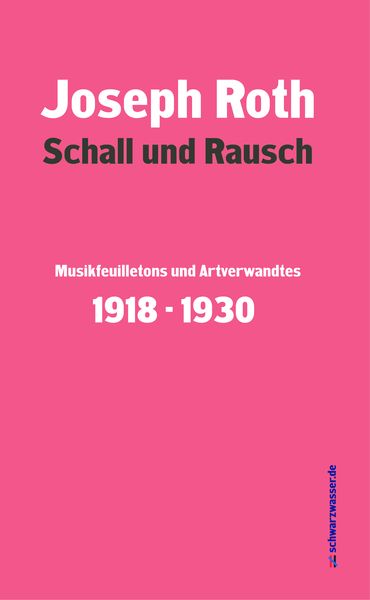 Joseph Roth
Schall und Rausch
Musikfeuilletons und Artverwandtes
1918 - 1930
schwarzwasser.de